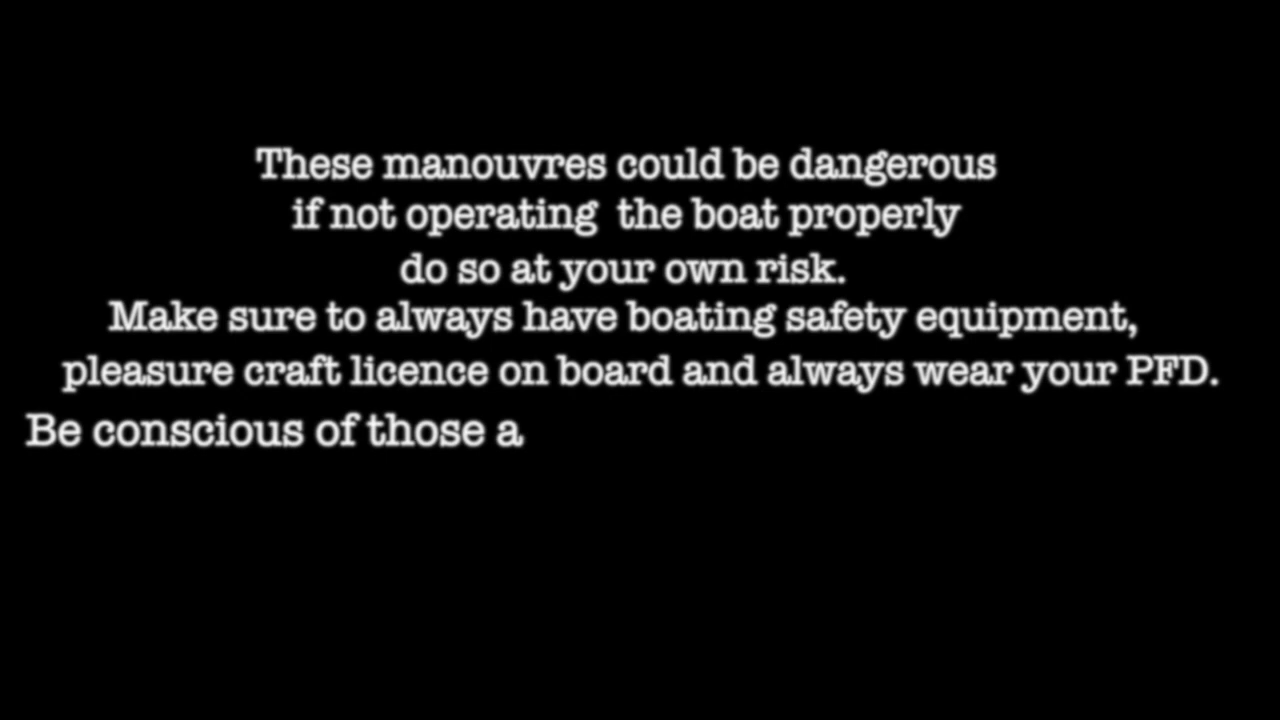 These manouvres could be dangerous
if not operating  the boat properly
do so at your own risk.
Make sure to always have boating safety equipment,
pleasure craft licence on board and always wear your PFD.
Be conscious of those a